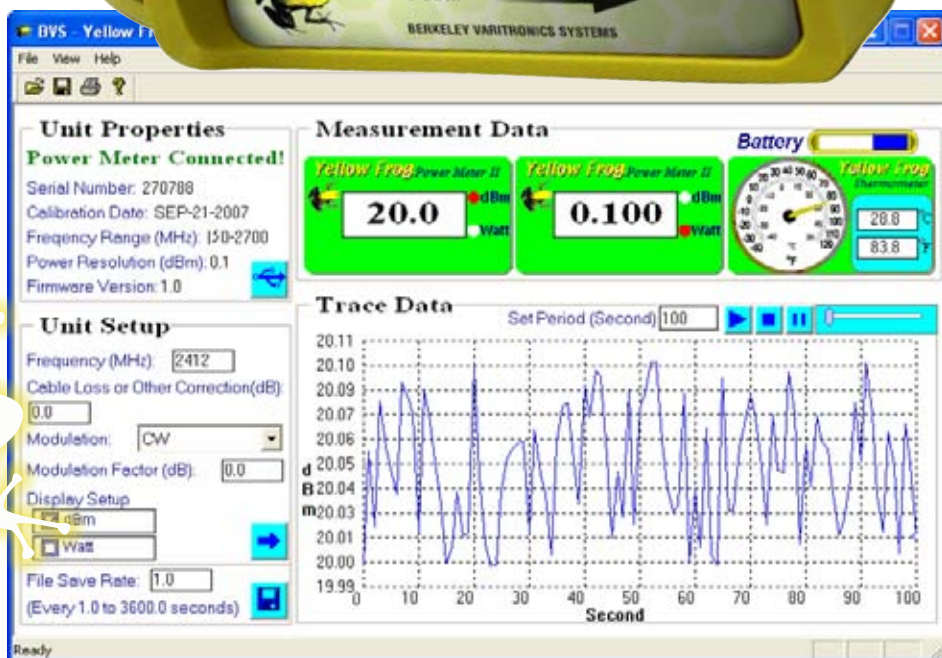 BERKELEY VARITRONICS SYSTEMS
BVS - Yellow
File View Help
Unit Properties
Power Meter Connected!
Serial Number: 270788
Calibration Date: SEP-21-2007
Freqency Range (MHz): 150-2700
Power Resolution (dBm): 0.1
Firmware Version: 1.0
Unit Setup
Frequency (MHz): 2412
Cable Loss or Other Correction(dB):
0.0
Modulation: CW
Modulation Factor (dB): 0.0
Display Setup
dBm
Watt
File Save Rate: 1.0
(Every 1.0 to 3600.0 seconds)
Measurement Data
Battery
Yellow Frog Power Meter II
20.0
dBm
Watt
Yellow Frog Power Meter II
0.100
dBm
Watt
Yellow Frog
Thermometer
28.8 °C
83.8 °F
°C
°F
Trace Data
Set Period (Second) 100
20.11
20.10
20.09
20.07
20.06
20.05
20.04
20.03
20.01
20.00
19.99
dBm
0 10 20 30 40 50 60 70 80 90 100
Second
Ready